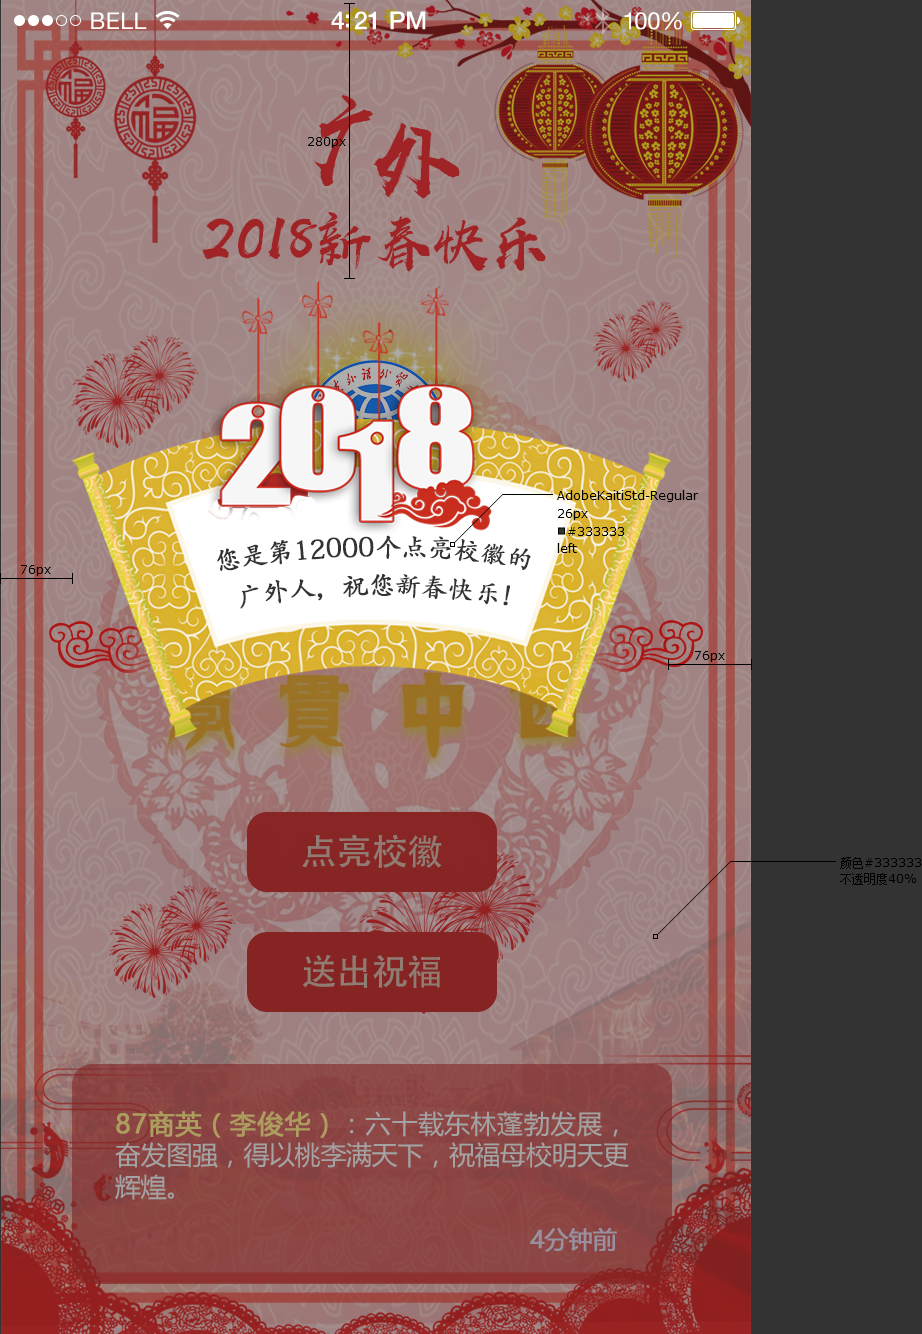 BELL 4:21 PM 100%
福
福
280px
广外
2018新春快乐
2018
AdobeKaitiStd-Regular
26px
#333333
left
您是第12000个点亮校徽的
广外人，祝您新春快乐！
76px
76px
貫 中 西
点亮校徽
颜色#333333
不透明度40%
送出祝福
87商英（李俊华）：六十载东林蓬勃发展，
奋发图强，得以桃李满天下，祝福母校明天更
辉煌。
4分钟前